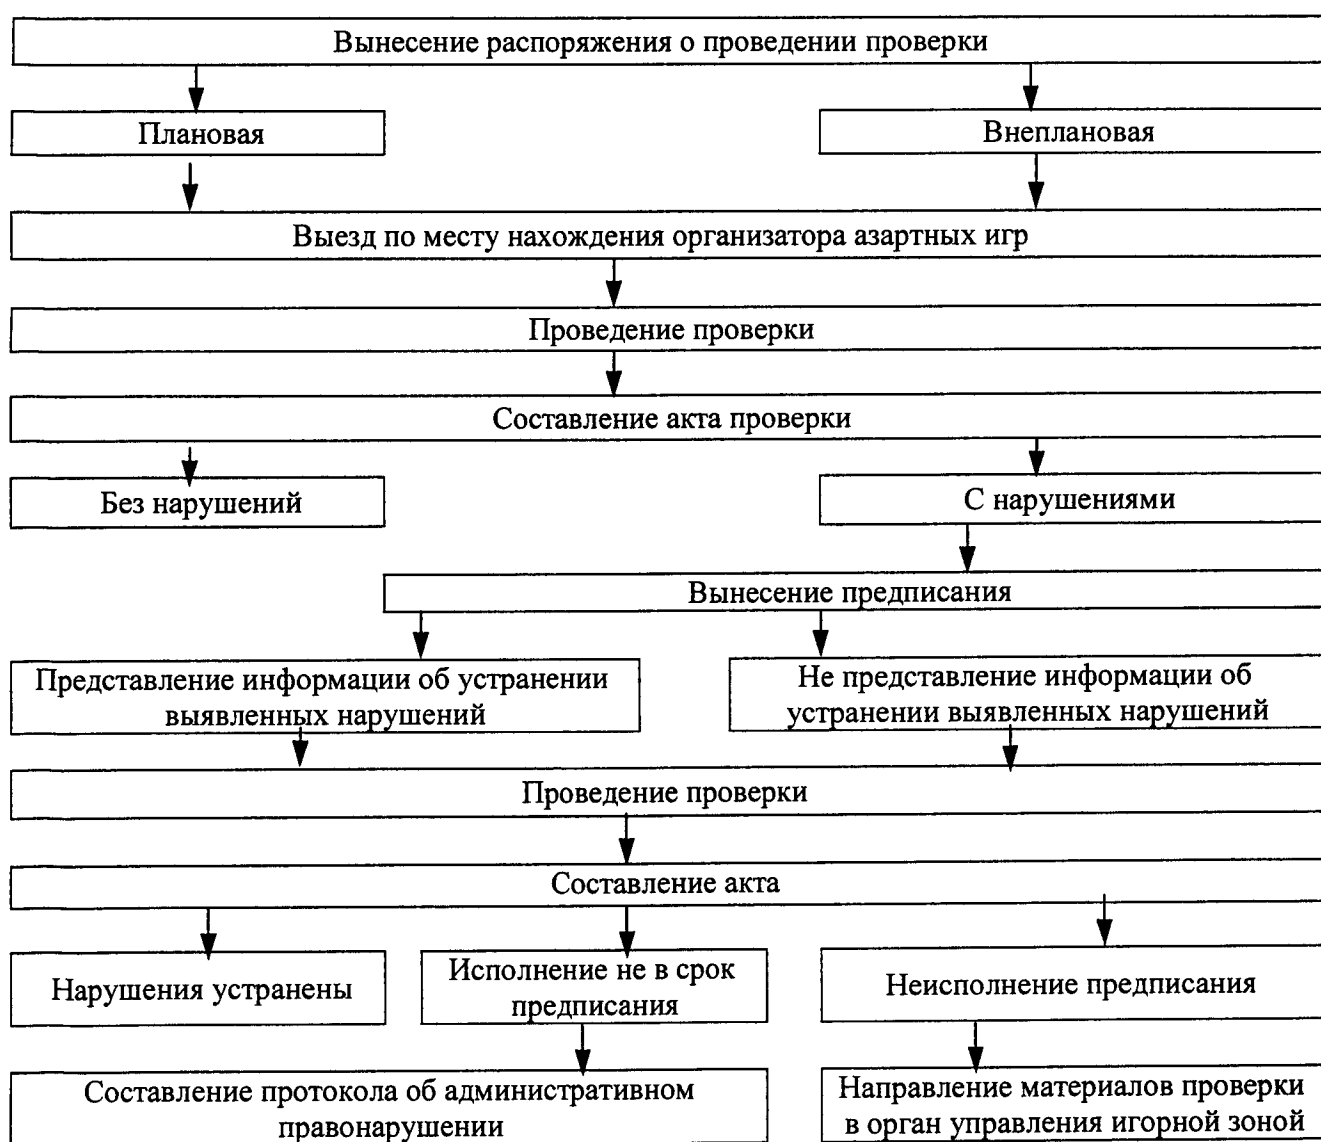 Вынесение распоряжения о проведении проверки
Плановая
Внеплановая
Выезд по месту нахождения организатора азартных игр
Проведение проверки
Составление акта проверки
Без нарушений
С нарушениями
Вынесение предписания
Представление информации об устранении
выявленных нарушений
Не представление информации об
устранении выявленных нарушений
Проведение проверки
Составление акта
Нарушения устранены
Исполнение не в срок
предписания
Неисполнение предписания
Составление протокола об административном
правонарушении
Направление материалов проверки
в орган управления игорной зоной